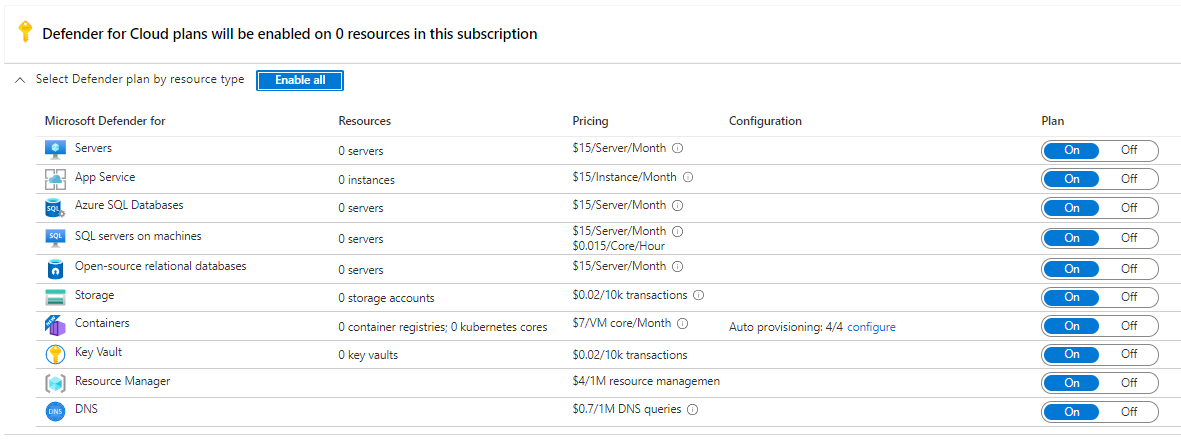 Defender for Cloud plans will be enabled on 0 resources in this subscription
Select Defender plan by resource type Enable all
Microsoft Defender for Resources Pricing Configuration Plan
Servers 0 servers $15/Server/Month On Off
App Service 0 instances $15/Instance/Month On Off
SQL Azure SQL Databases 0 servers $15/Server/Month On Off
SQL SQL servers on machines 0 servers $15/Server/Month On Off
$0.015/Core/Hour
Open-source relational databases 0 servers $15/Server/Month On Off
Storage 0 storage accounts $0.02/10k transactions On Off
Containers 0 container registries; 0 kubernetes cores $7/VM core/Month Auto provisioning: 4/4 configure On Off
Key Vault 0 key vaults $0.02/10k transactions On Off
Resource Manager $4/1M resource managemen On Off
DNS DNS $0.7/1M DNS queries On Off